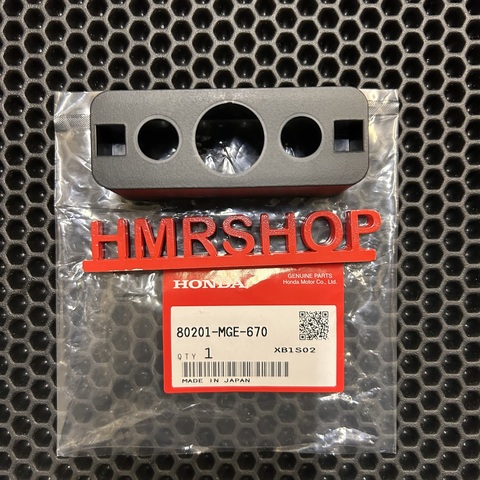 HMRSHOP
HONDA
GENUINE PARTS
Honda Motor Co., Ltd.
80201-MGE-670
QTY 1
XB1S02
MADE IN JAPAN